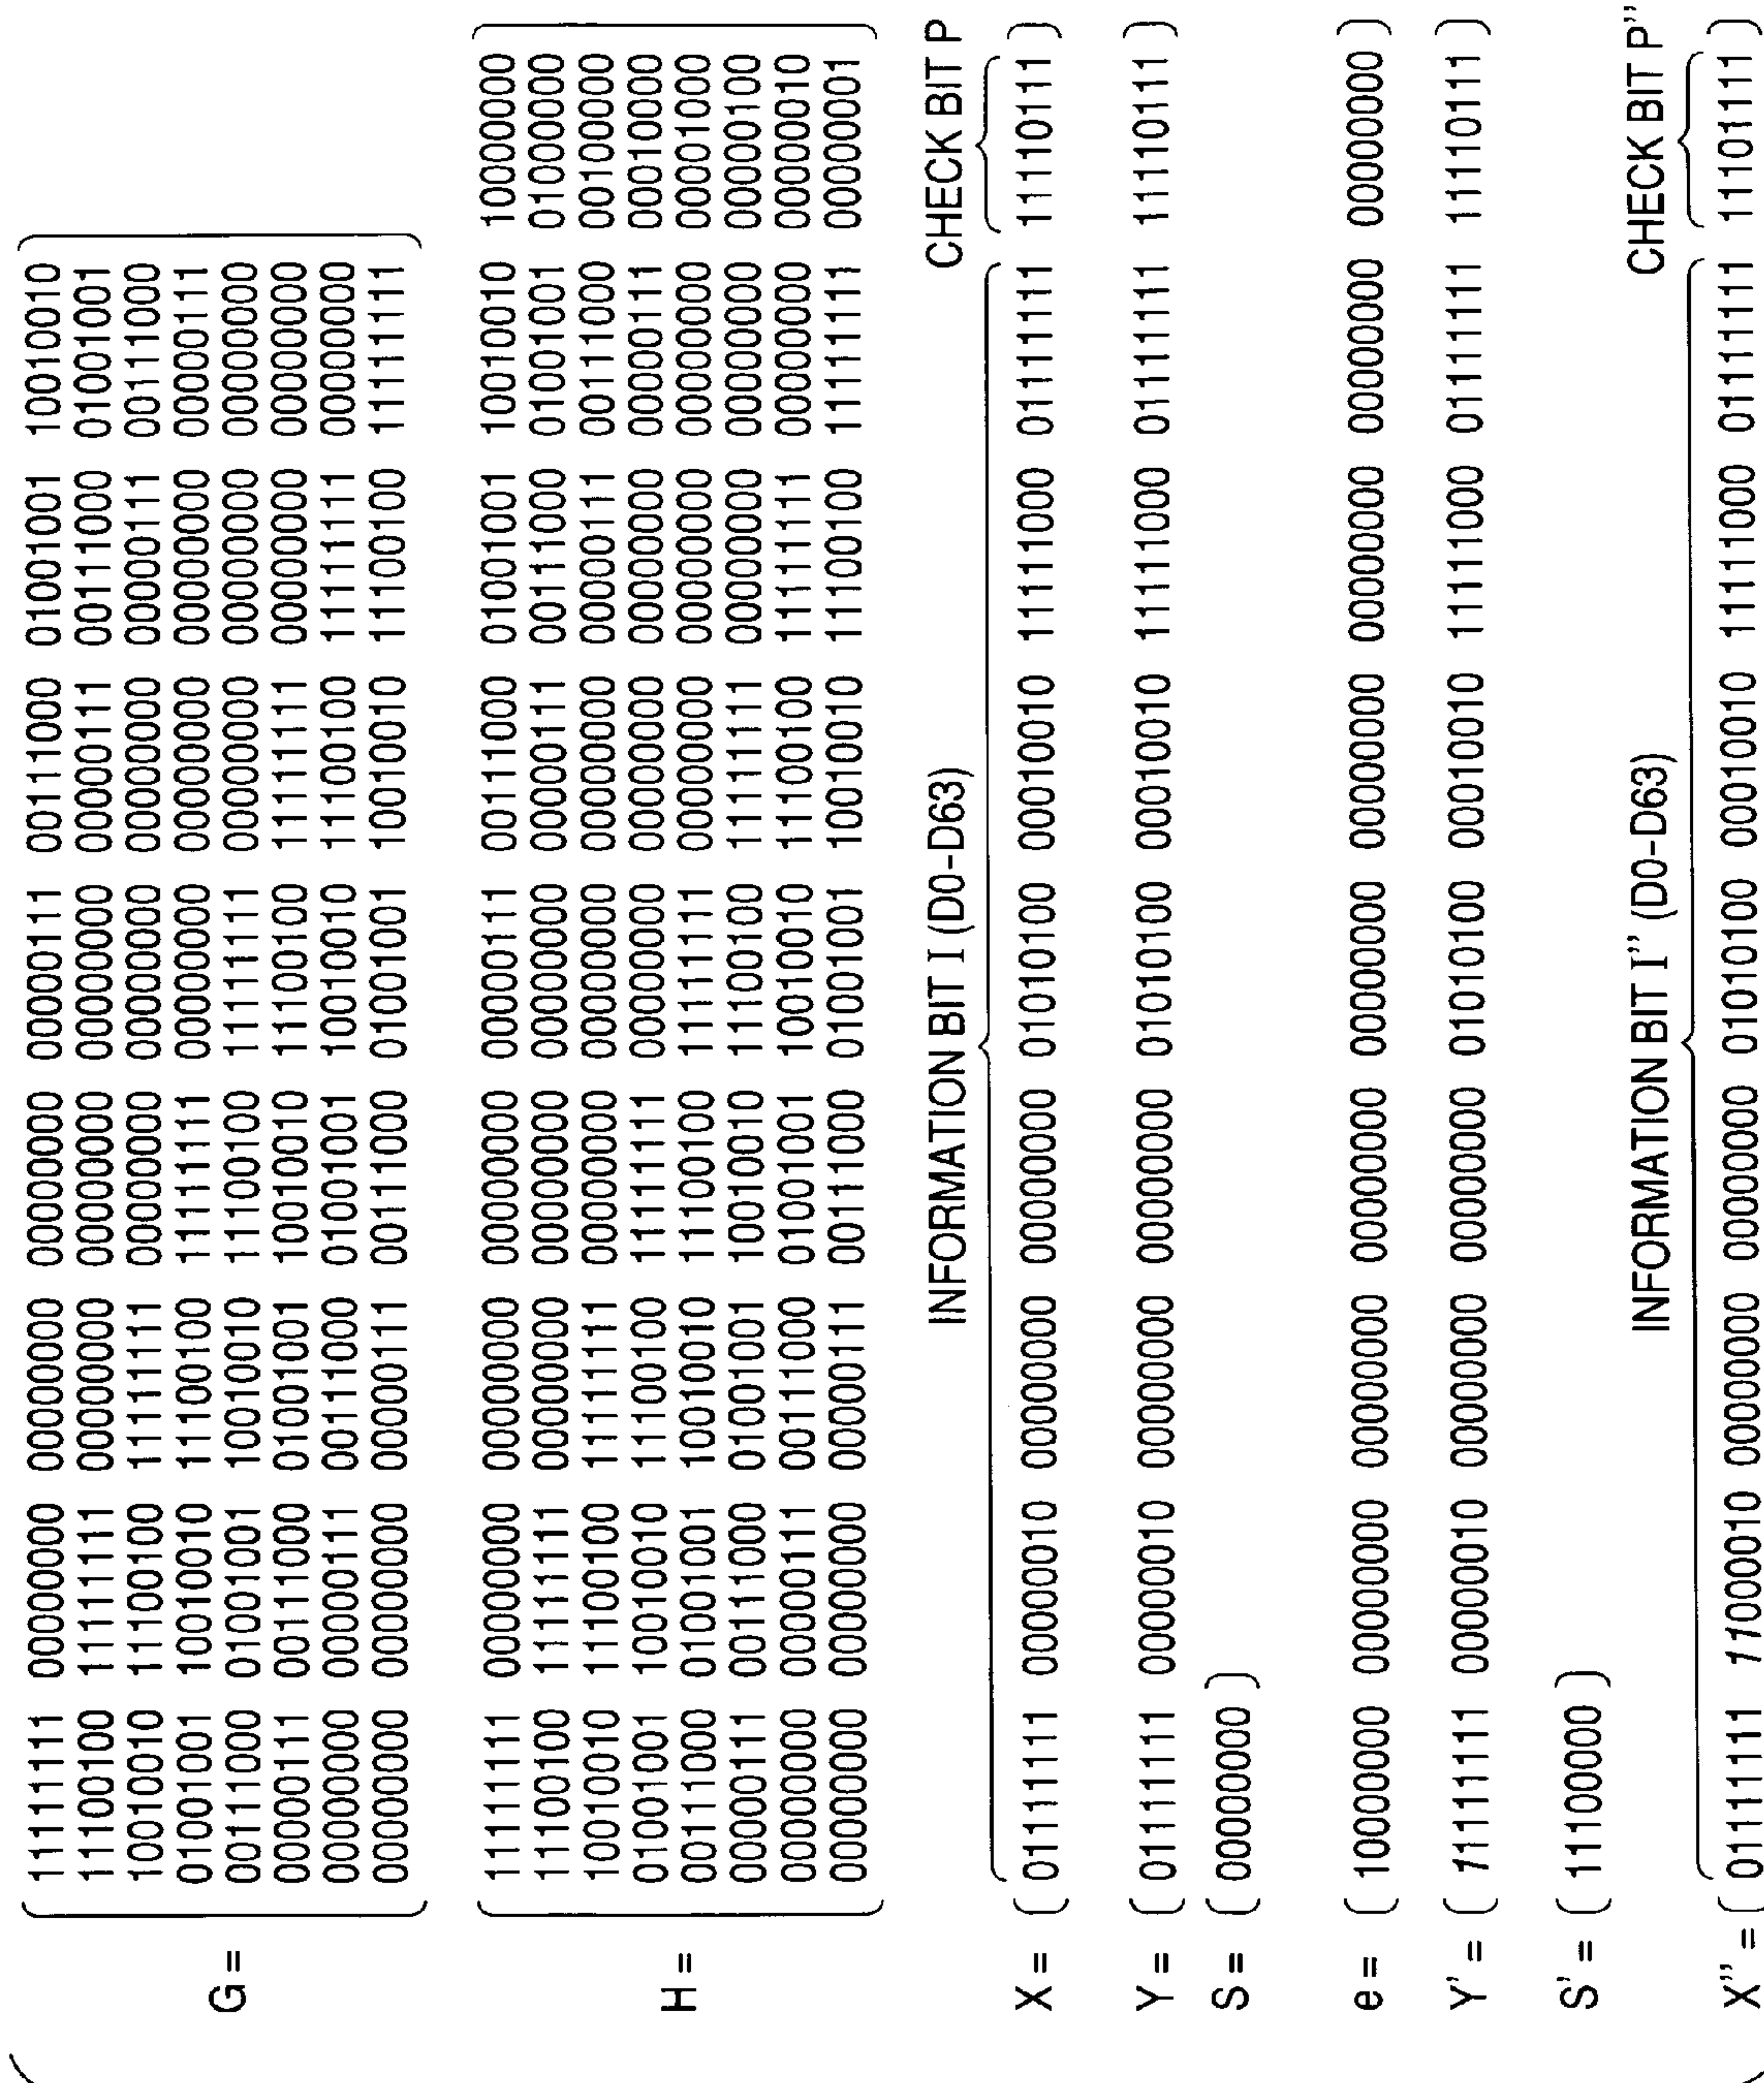 G =
11111111 00000000 00000000 00000000 00000111 00111000 01001001 10010010
11100100 11111111 00000000 00000000 00000000 00000111 00111000 01001001
10010010 11100100 11111111 00000000 00000000 00000000 00000111 00111000
01001001 10010010 11100100 11111111 00000000 00000000 00000000 00000111
00111000 01001001 10010010 11100100 11111111 00000000 00000000 00000000
00000111 00111000 01001001 10010010 11100100 11111111 00000000 00000000
00000000 00000111 00111000 01001001 10010010 11100100 11111111 00000000
00000000 00000000 00000111 00111000 01001001 10010010 11100100 11111111
H =
11111111 00000000 00000000 00000000 00000111 00111000 01001001 10010010 10000000
11100100 11111111 00000000 00000000 00000000 00000111 00111000 01001001 01000000
10010010 11100100 11111111 00000000 00000000 00000000 00000111 00111000 00100000
01001001 10010010 11100100 11111111 00000000 00000000 00000000 00000111 00010000
00111000 01001001 10010010 11100100 11111111 00000000 00000000 00000000 00001000
00000111 00111000 01001001 10010010 11100100 11111111 00000000 00000000 00000100
00000000 00000111 00111000 01001001 10010010 11100100 11111111 00000000 00000010
00000000 00000000 00000111 00111000 01001001 10010010 11100100 11111111 00000001
INFORMATION BIT I (D0-D63) CHECK BIT P
X = ( 01111111 00000010 00000000 00000000 01010100 00010010 11111000 01111111 11110111 )
Y = ( 01111111 00000010 00000000 00000000 01010100 00010010 11111000 01111111 11110111 )
S = ( 00000000 )
e = ( 10000000 00000000 00000000 00000000 00000000 00000000 00000000 00000000 00000000 )
Y' = ( 11111111 00000010 00000000 00000000 01010100 00010010 11111000 01111111 11110111 )
S' = ( 11100000 )
INFORMATION BIT I'' (D0-D63) CHECK BIT P''
X'' = ( 01111111 11000010 00000000 00000000 01010100 00010010 11111000 01111111 11101111 )